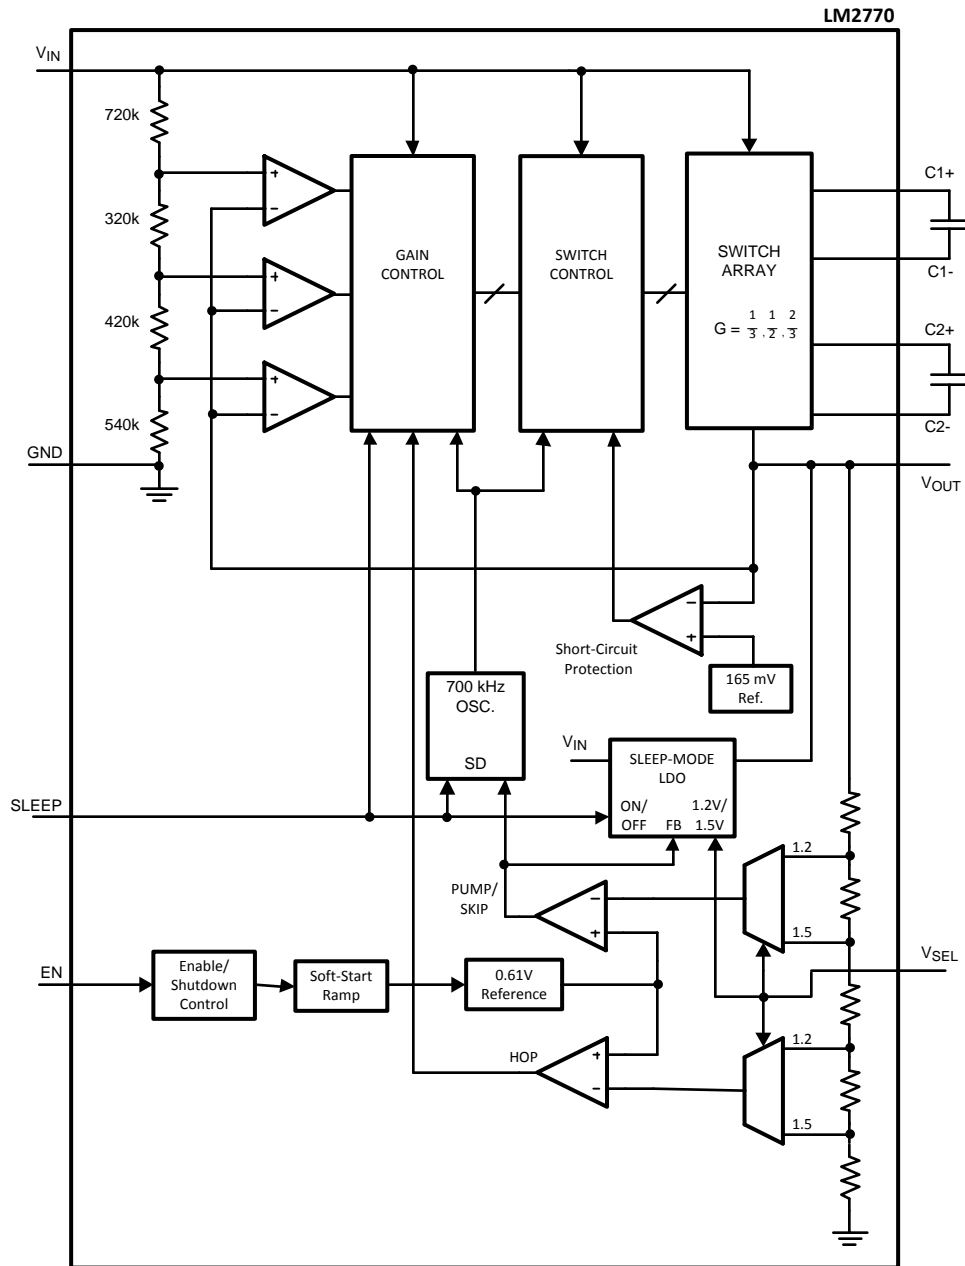 LM2770
VIN
720k
320k
420k
540k
GND
+
−
+
−
+
−
GAIN
CONTROL
SWITCH
CONTROL
SWITCH
ARRAY
G = 1/3 , 1/2 , 2/3
C1+
C1-
C2+
C2-
VOUT
−
+
Short-Circuit
Protection
165 mV
Ref.
700 kHz
OSC.
SD
VIN
SLEEP-MODE
LDO
ON/
OFF
FB
1.2V/
1.5V
SLEEP
PUMP/
SKIP
−
+
1.2
1.5
VSEL
EN
Enable/
Shutdown
Control
Soft-Start
Ramp
0.61V
Reference
HOP
+
−
1.2
1.5